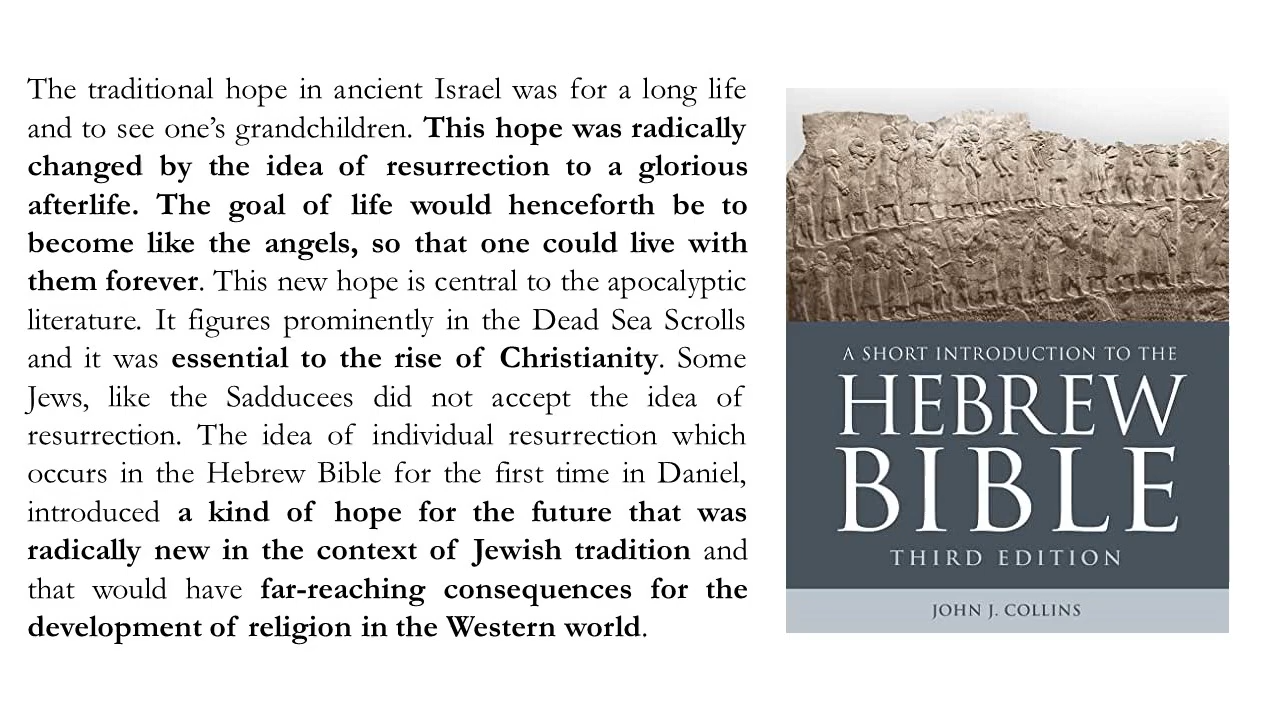 The traditional hope in ancient Israel was for a long life
and to see one’s grandchildren. This hope was radically
changed by the idea of resurrection to a glorious
afterlife. The goal of life would henceforth be to
become like the angels, so that one could live with
them forever. This new hope is central to the apocalyptic
literature. It figures prominently in the Dead Sea Scrolls
and it was essential to the rise of Christianity. Some
Jews, like the Sadducees did not accept the idea of
resurrection. The idea of individual resurrection which
occurs in the Hebrew Bible for the first time in Daniel,
introduced a kind of hope for the future that was
radically new in the context of Jewish tradition and
that would have far-reaching consequences for the
development of religion in the Western world.
A SHORT INTRODUCTION TO THE
HEBREW
BIBLE
THIRD EDITION
JOHN J. COLLINS